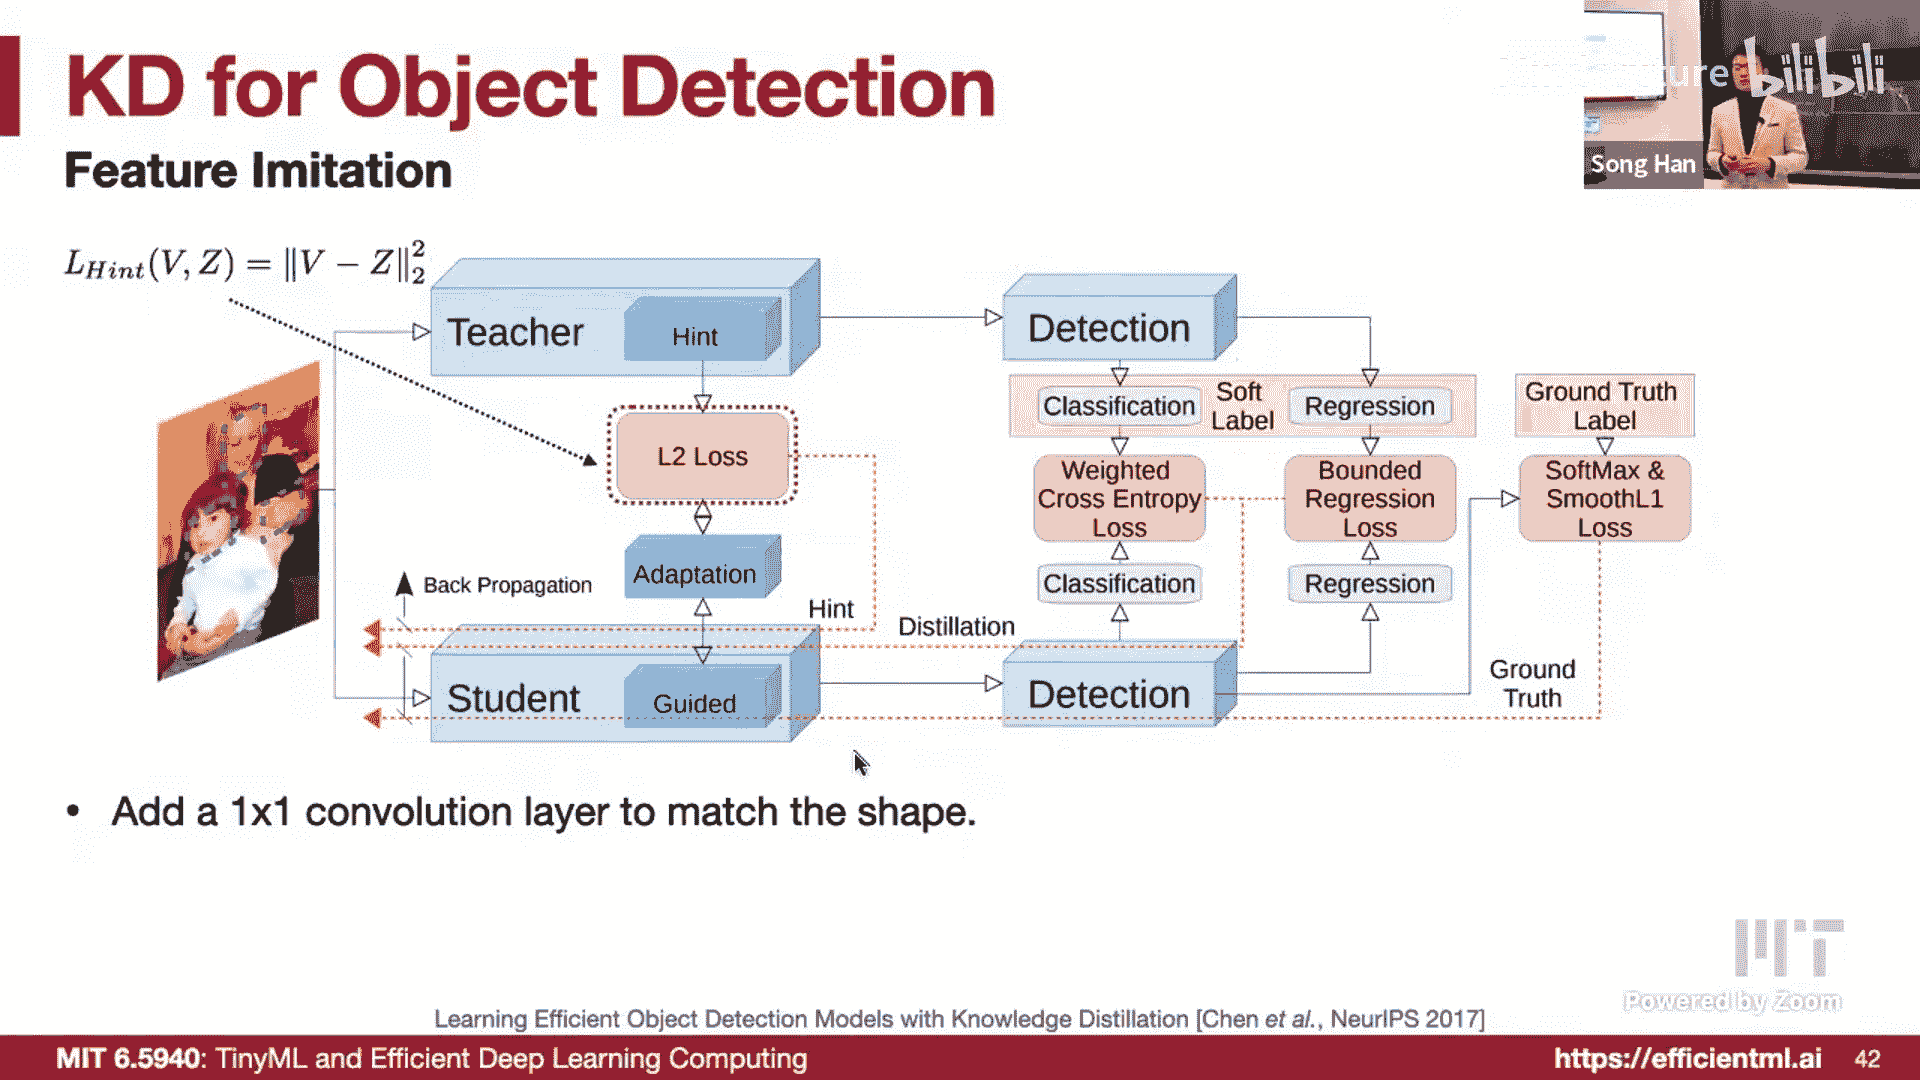 KD for Object Detection
Feature Imitation
bilibili
Song Han
L_{Hint}(V, Z) = \|V - Z\|_2^2
Teacher
Hint
Detection
Classification
Soft
Label
Regression
Ground Truth
Label
L2 Loss
Weighted
Cross Entropy
Loss
Bounded
Regression
Loss
SoftMax &
SmoothL1
Loss
Adaptation
Back Propagation
Classification
Regression
Hint
Distillation
Student
Guided
Detection
Ground
Truth
• Add a 1x1 convolution layer to match the shape.
MIT
Powered by Zoom
Learning Efficient Object Detection Models with Knowledge Distillation [Chen et al., NeurIPS 2017]
MIT 6.5940: TinyML and Efficient Deep Learning Computing
https://efficientml.ai
42